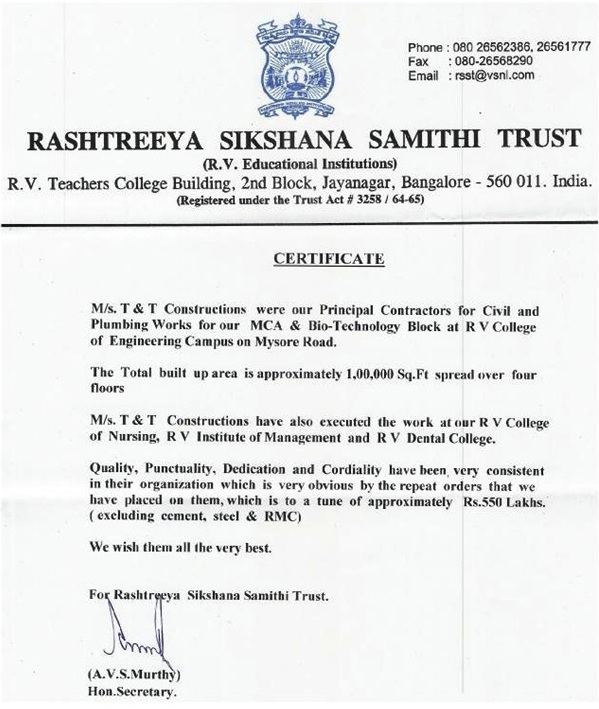 Phone : 080 26562386, 26561777
Fax : 080-26568290
Email : rsst@vsnl.com
RASHTREEYA SIKSHANA SAMITHI TRUST
(R.V. Educational Institutions)
R.V. Teachers College Building, 2nd Block, Jayanagar, Bangalore - 560 011. India.
(Registered under the Trust Act # 3258 / 64-65)
CERTIFICATE
M/s. T & T Constructions were our Principal Contractors for Civil and
Plumbing Works for our MCA & Bio-Technology Block at R V College
of Engineering Campus on Mysore Road.
The Total built up area is approximately 1,00,000 Sq.Ft spread over four
floors
M/s. T & T Constructions have also executed the work at our R V College
of Nursing, R V Institute of Management and R V Dental College.
Quality, Punctuality, Dedication and Cordiality have been very consistent
in their organization which is very obvious by the repeat orders that we
have placed on them, which is to a tune of approximately Rs.550 Lakhs.
( excluding cement, steel & RMC)
We wish them all the very best.
For Rashtreeya Sikshana Samithi Trust.
(A.V.S.Murthy)
Hon.Secretary.